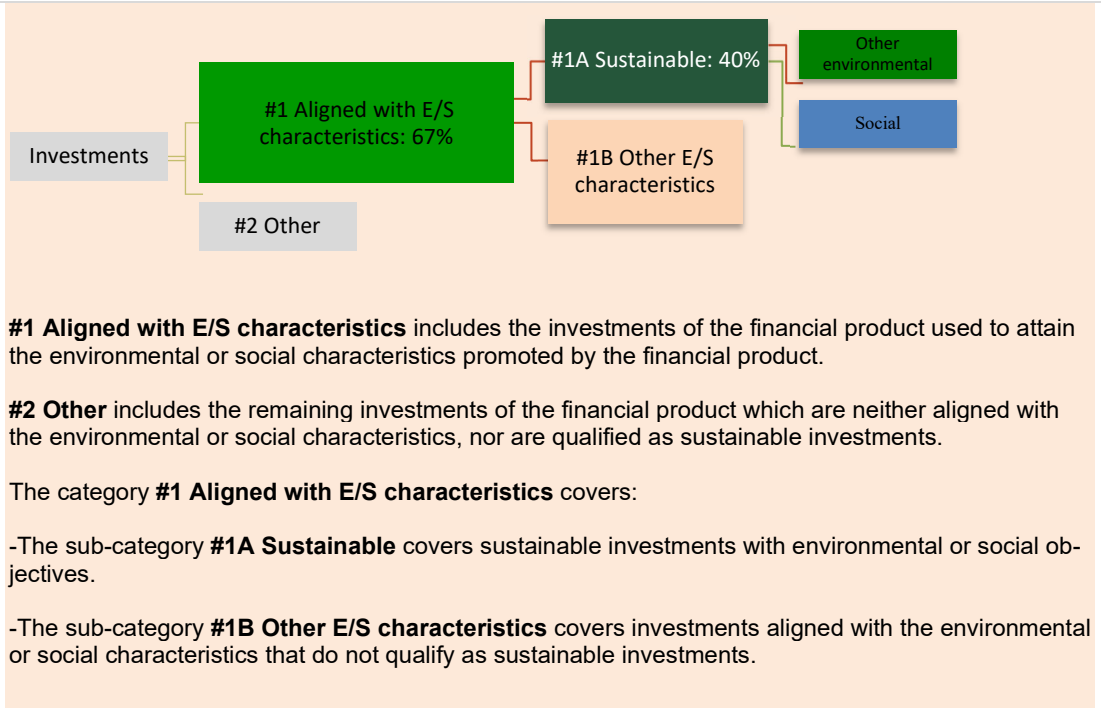 Investments
#1 Aligned with E/S
characteristics: 67%
#2 Other
#1A Sustainable: 40%
#1B Other E/S
characteristics
Other
environmental
Social
#1 Aligned with E/S characteristics includes the investments of the financial product used to attain
the environmental or social characteristics promoted by the financial product.
#2 Other includes the remaining investments of the financial product which are neither aligned with
the environmental or social characteristics, nor are qualified as sustainable investments.
The category #1 Aligned with E/S characteristics covers:
-The sub-category #1A Sustainable covers sustainable investments with environmental or social ob-
jectives.
-The sub-category #1B Other E/S characteristics covers investments aligned with the environmental
or social characteristics that do not qualify as sustainable investments.